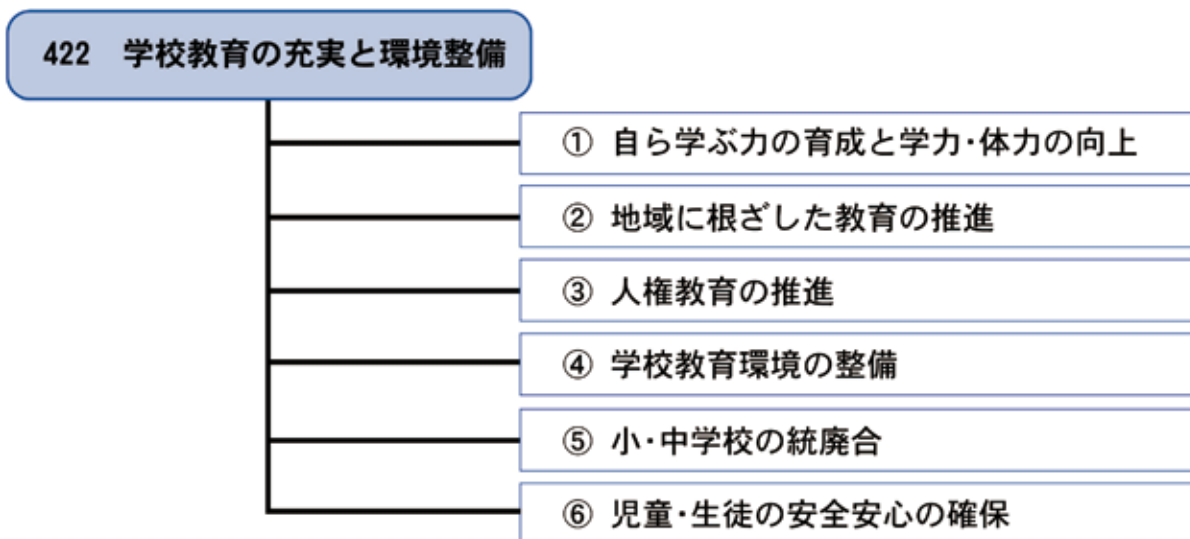 422　学校教育の充実と環境整備
① 自ら学ぶ力の育成と学力･体力の向上
② 地域に根ざした教育の推進
③ 人権教育の推進
④ 学校教育環境の整備
⑤ 小･中学校の統廃合
⑥ 児童･生徒の安全安心の確保